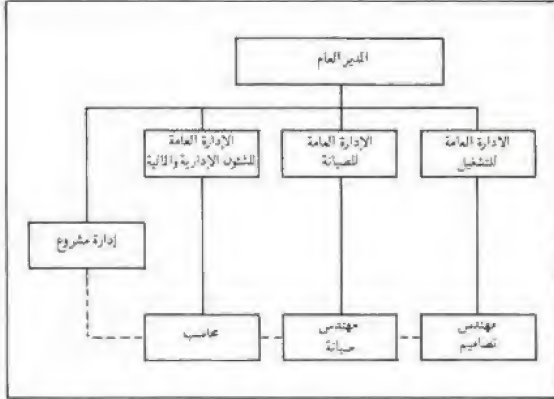 المدير العام
الادارة العامة
للتشغيل
الإدارة العامة
للصيانة
الإدارة العامة
للشئون الإدارية والمالية
إدارة مشروع
مهندس
تصاميم
مهندس
صيانة
محاسب